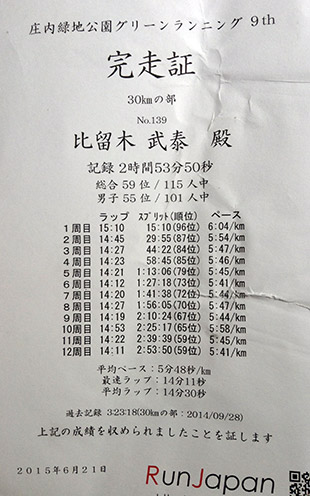 庄内緑地公園グリーンランニング 9th
完走証
30kmの部
No.139
比留木 武泰 殿
記録 2時間53分50秒
総合 59 位 / 115 人中
男子 55 位 / 101 人中
ラップ ｽﾌﾟﾘｯﾄ(順位) ペース
1周目 15:10 15:10(96位) 6:04/km
2周目 14:45 29:55(87位) 5:54/km
3周目 14:27 44:22(84位) 5:47/km
4周目 14:23 58:45(85位) 5:46/km
5周目 14:21 1:13:06(79位) 5:45/km
6周目 14:12 1:27:18(73位) 5:41/km
7周目 14:20 1:41:38(72位) 5:44/km
8周目 14:27 1:56:05(70位) 5:47/km
9周目 14:19 2:10:24(67位) 5:44/km
10周目 14:53 2:25:17(65位) 5:58/km
11周目 14:22 2:39:39(59位) 5:45/km
12周目 14:11 2:53:50(59位) 5:41/km
平均ペース：5分48秒/km
最速ラップ：14分11秒
平均ラップ：14分30秒
過去記録 3:23:18(30kmの部：2014/09/28)
上記の成績を収められましたことを証します
2015年6月21日
RunJapan